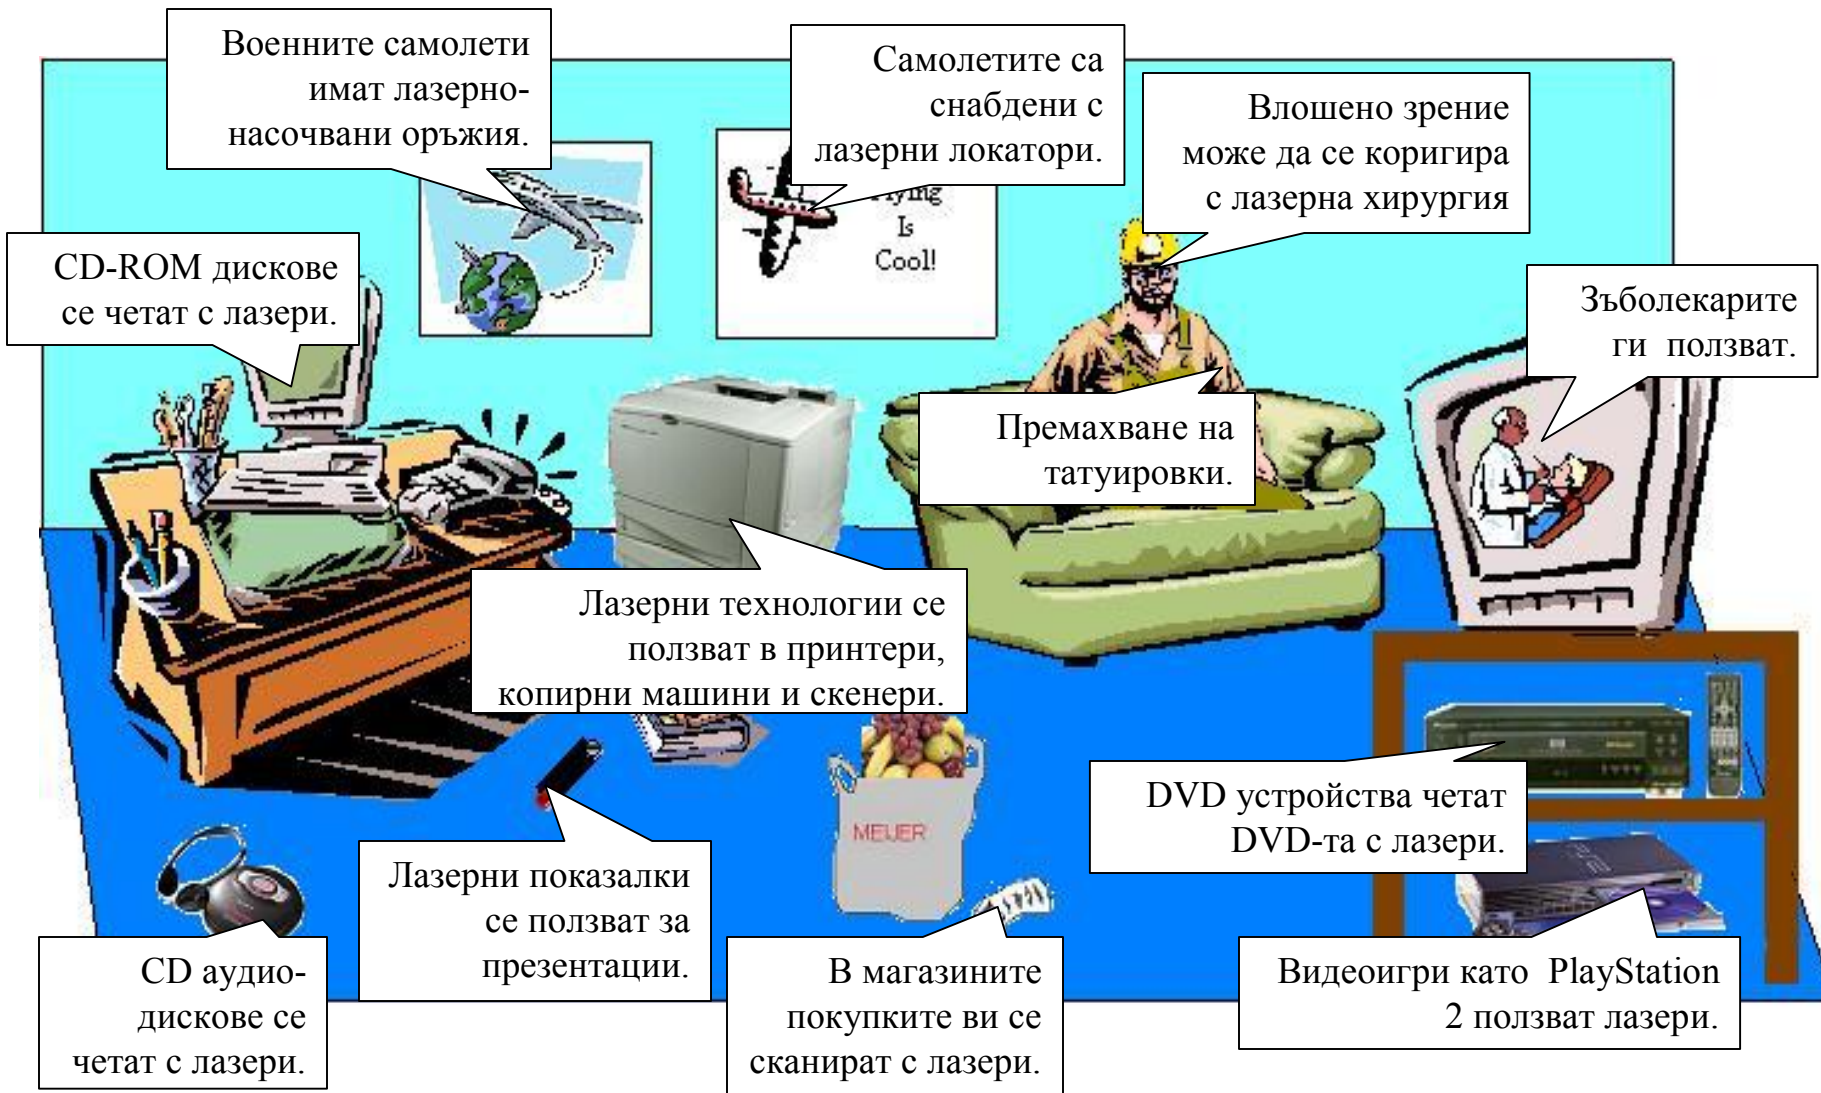 Военните самолети
имат лазерно-
насочвани оръжия.
Самолетите са
снабдени с
лазерни локатори.
Влошено зрение
може да се коригира
с лазерна хирургия
Flying
Is
Cool!
CD-ROM дискове
се четат с лазери.
Зъболекарите
ги ползват.
Премахване на
татуировки.
Лазерни технологии се
ползват в принтери,
копирни машини и скенери.
DVD устройства четат
DVD-та с лазери.
MEIJER
Лазерни показалки
се ползват за
презентации.
CD аудио-
дискове се
четат с лазери.
В магазините
покупките ви се
сканират с лазери.
Видеоигри като PlayStation
2 ползват лазери.